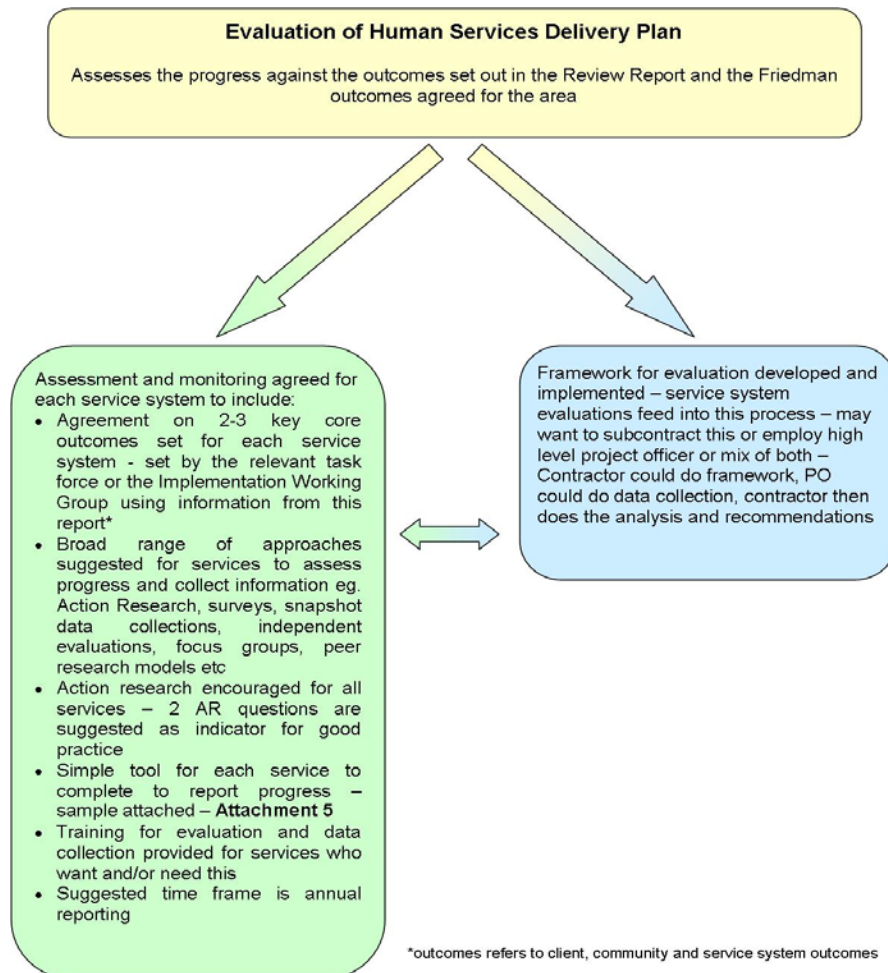 Evaluation of Human Services Delivery Plan
Assesses the progress against the outcomes set out in the Review Report and the Friedman
outcomes agreed for the area
Assessment and monitoring agreed for
each service system to include:
• Agreement on 2-3 key core
outcomes set for each service
system - set by the relevant task
force or the Implementation Working
Group using information from this
report*
• Broad range of approaches
suggested for services to assess
progress and collect information eg.
Action Research, surveys, snapshot
data collections, independent
evaluations, focus groups, peer
research models etc
• Action research encouraged for all
services – 2 AR questions are
suggested as indicator for good
practice
• Simple tool for each service to
complete to report progress –
sample attached – Attachment 5
• Training for evaluation and data
collection provided for services who
want and/or need this
• Suggested time frame is annual
reporting
Framework for evaluation developed and
implemented – service system
evaluations feed into this process – may
want to subcontract this or employ high
level project officer or mix of both –
Contractor could do framework, PO
could do data collection, contractor then
does the analysis and recommendations
*outcomes refers to client, community and service system outcomes